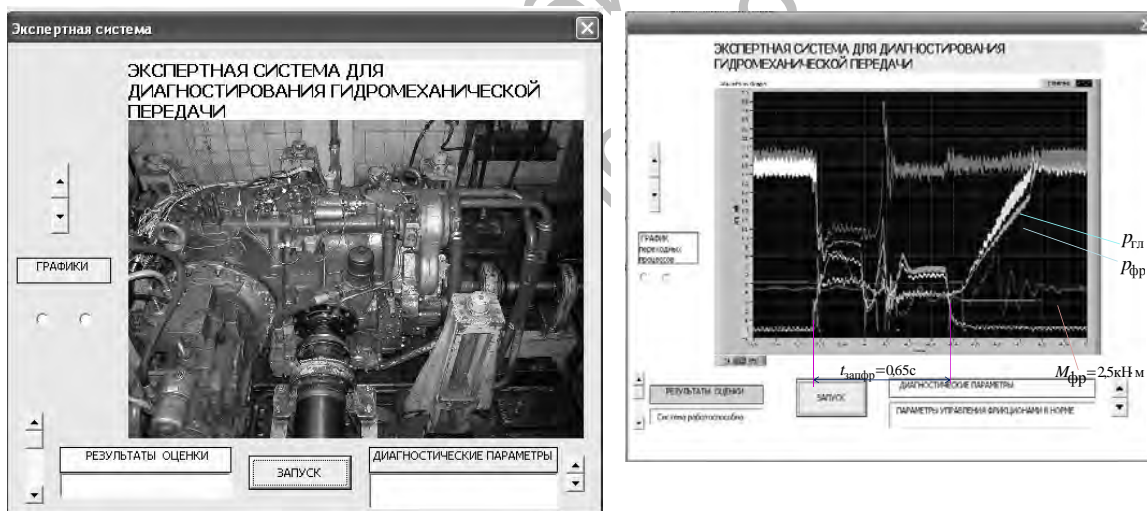 Экспертная система
ЭКСПЕРТНАЯ СИСТЕМА ДЛЯ
ДИАГНОСТИРОВАНИЯ ГИДРОМЕХАНИЧЕСКОЙ
ПЕРЕДАЧИ
ГРАФИКИ
РЕЗУЛЬТАТЫ ОЦЕНКИ
ЗАПУСК
ДИАГНОСТИЧЕСКИЕ ПАРАМЕТРЫ
ЭКСПЕРТНАЯ СИСТЕМА ДЛЯ ДИАГНОСТИРОВАНИЯ
ГИДРОМЕХАНИЧЕСКОЙ ПЕРЕДАЧИ
ГРАФИК
переходных
процессов
pгл
pфр
tзапфр=0,65с
Mфр=2,5кН·м
РЕЗУЛЬТАТЫ ОЦЕНКИ
Система работоспособна
ЗАПУСК
ДИАГНОСТИЧЕСКИЕ ПАРАМЕТРЫ
ПАРАМЕТРЫ УПРАВЛЕНИЯ ФРИКЦИОНАМИ В НОРМЕ